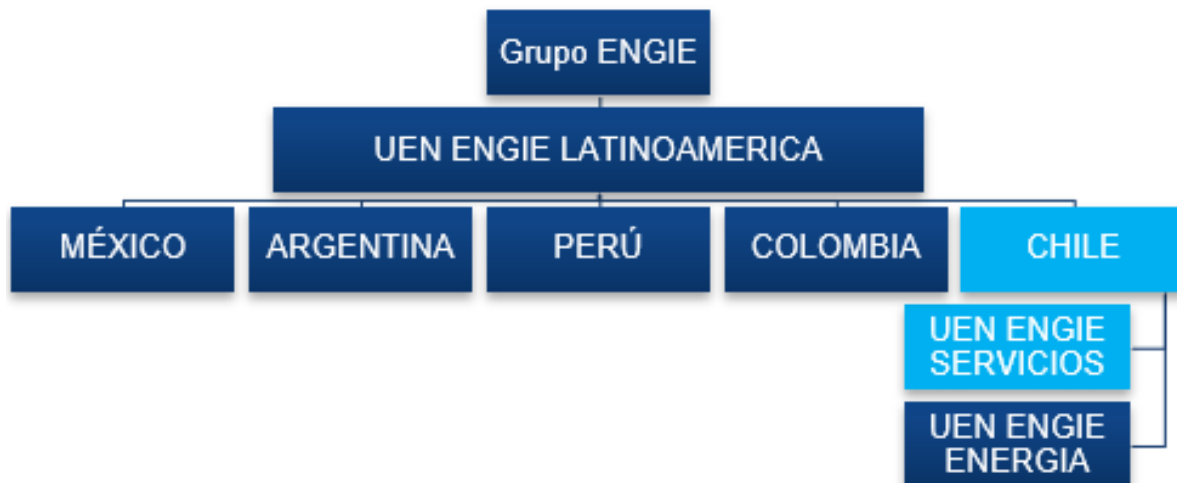 Grupo ENGIE
UEN ENGIE LATINOAMERICA
MÉXICO
ARGENTINA
PERÚ
COLOMBIA
CHILE
UEN ENGIE
SERVICIOS
UEN ENGIE
ENERGIA